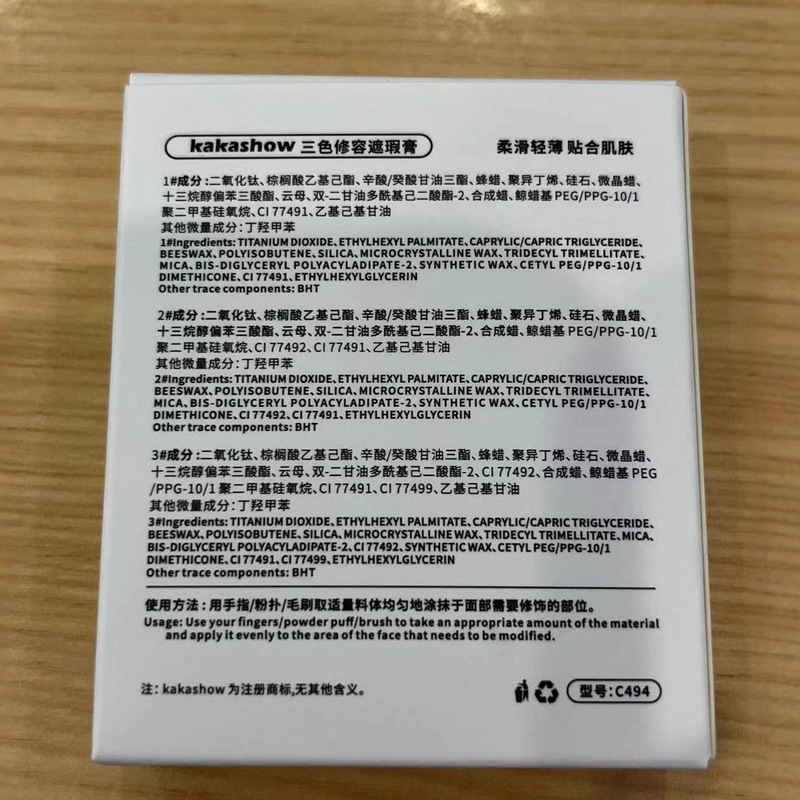 kakashow 三色修容遮瑕膏
柔滑轻薄 贴合肌肤
1#成分:二氧化钛、棕榈酸乙基己酯、辛酸/癸酸甘油三酯、蜂蜡、聚异丁烯、硅石、微晶蜡、
十三烷醇偏苯三酸酯、云母、双-二甘油多酰基己二酸酯-2、合成蜡、鲸蜡基 PEG/PPG-10/1
聚二甲基硅氧烷、CI 77491、乙基己基甘油
其他微量成分:丁羟甲苯
1#Ingredients: TITANIUM DIOXIDE、ETHYLHEXYL PALMITATE、CAPRYLIC/CAPRIC TRIGLYCERIDE、
BEESWAX、POLYISOBUTENE、SILICA、MICROCRYSTALLINE WAX、TRIDECYL TRIMELLITATE、
MICA、BIS-DIGLYCERYL POLYACYLADIPATE-2、SYNTHETIC WAX、CETYL PEG/PPG-10/1
DIMETHICONE、CI 77491、ETHYLHEXYLGLYCERIN
Other trace components: BHT
2#成分:二氧化钛、棕榈酸乙基己酯、辛酸/癸酸甘油三酯、蜂蜡、聚异丁烯、硅石、微晶蜡、
十三烷醇偏苯三酸酯、云母、双-二甘油多酰基己二酸酯-2、合成蜡、鲸蜡基 PEG/PPG-10/1
聚二甲基硅氧烷、CI 77492、CI 77491、乙基己基甘油
其他微量成分:丁羟甲苯
2#Ingredients: TITANIUM DIOXIDE、ETHYLHEXYL PALMITATE、CAPRYLIC/CAPRIC TRIGLYCERIDE、
BEESWAX、POLYISOBUTENE、SILICA、MICROCRYSTALLINE WAX、TRIDECYL TRIMELLITATE、
MICA、BIS-DIGLYCERYL POLYACYLADIPATE-2、SYNTHETIC WAX、CETYL PEG/PPG-10/1
DIMETHICONE、CI 77492、CI 77491、ETHYLHEXYLGLYCERIN
Other trace components: BHT
3#成分:二氧化钛、棕榈酸乙基己酯、辛酸/癸酸甘油三酯、蜂蜡、聚异丁烯、硅石、微晶蜡、
十三烷醇偏苯三酸酯、云母、双-二甘油多酰基己二酸酯-2、CI 77492、合成蜡、鲸蜡基 PEG
/PPG-10/1 聚二甲基硅氧烷、CI 77491、CI 77499、乙基己基甘油
其他微量成分:丁羟甲苯
3#Ingredients: TITANIUM DIOXIDE、ETHYLHEXYL PALMITATE、CAPRYLIC/CAPRIC TRIGLYCERIDE、
BEESWAX、POLYISOBUTENE、SILICA、MICROCRYSTALLINE WAX、TRIDECYL TRIMELLITATE、MICA、
BIS-DIGLYCERYL POLYACYLADIPATE-2、CI 77492、SYNTHETIC WAX、CETYL PEG/PPG-10/1
DIMETHICONE、CI 77491、CI 77499、ETHYLHEXYLGLYCERIN
Other trace components: BHT
使用方法:用手指/粉扑/毛刷取适量料体均匀地涂抹于面部需要修饰的部位。
Usage: Use your fingers/powder puff/brush to take an appropriate amount of the material
and apply it evenly to the area of the face that needs to be modified.
注:kakashow 为注册商标,无其他含义。
型号:C494